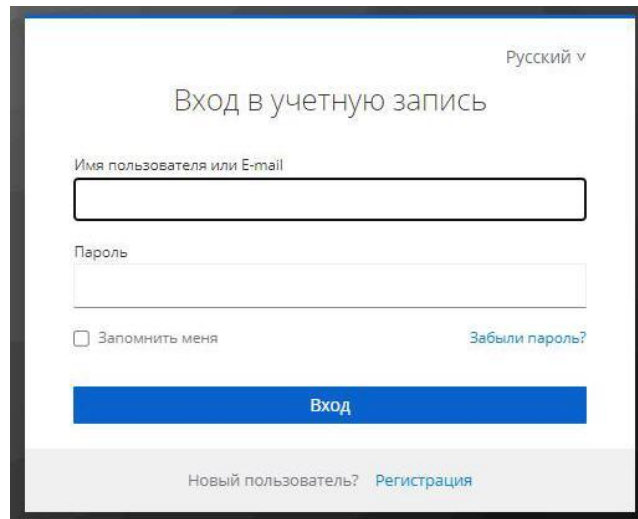 Русский ˅
Вход в учетную запись
Имя пользователя или E-mail
Пароль
Запомнить меня Забыли пароль?
Вход
Новый пользователь? Регистрация